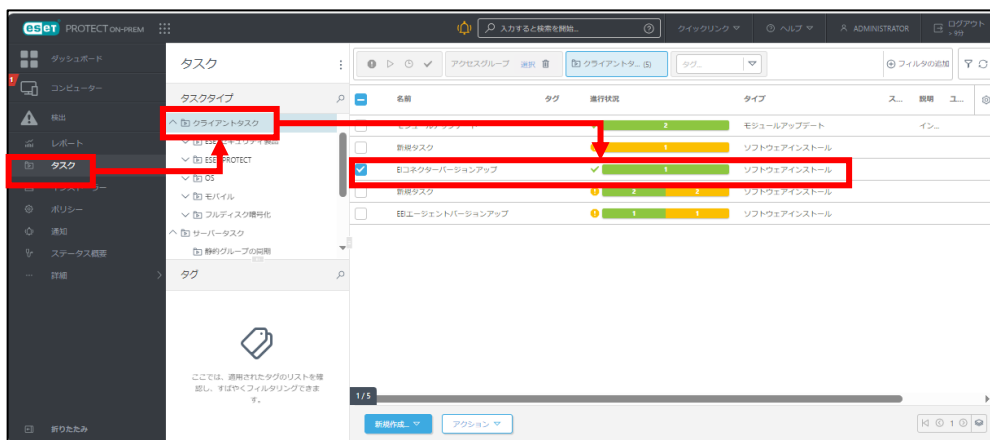 eset PROTECT ON-PREM
入力すると検索を開始...
クイックリンク
ヘルプ
ADMINISTRATOR
ログアウト
> 9分
ダッシュボード
1
コンピューター
検出
レポート
タスク
ポリシー
通知
ステータス概要
詳細
折りたたみ
タスク
タスクタイプ
クライアントタスク
ESET PROTECT
OS
モバイル
フルディスク暗号化
サーバータスク
静的グループの同期
タグ
ここでは、適用されたタグのリストを確
認し、すばやくフィルタリングできま
す。
アクセスグループ 選択
クライアントタ... (5)
タグ...
フィルタの追加
名前 タグ 進行状況 タイプ ス... 説明 ユ...
モジュールアップデート 2 モジュールアップデート イン...
新規タスク 1 ソフトウェアインストール
EIコネクターバージョンアップ 1 ソフトウェアインストール
新規タスク 2 2 ソフトウェアインストール
EEIエージェントバージョンアップ 1 1 ソフトウェアインストール
1/5
新規作成...
アクション
1